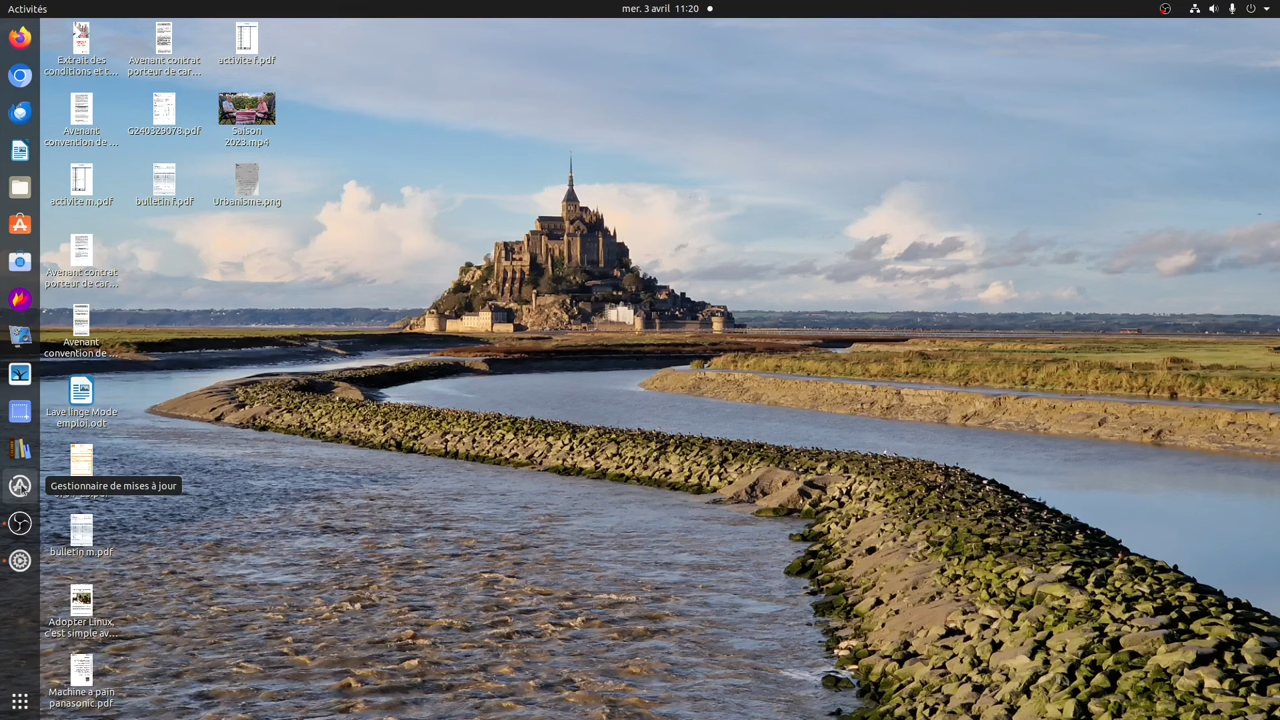 Activités
mer. 3 avril 11:20
Extrait des
conditions et t...
Avenant contrat
porteur de car...
activite f.pdf
Avenant
convention de ...
G240329078.pdf
Saison
2023.mp4
activite m.pdf
bulletin f.pdf
Urbanisme.png
Avenant contrat
porteur de car...
Avenant
convention de ...
Lave linge Mode
emploi.odt
Gestionnaire de mises à jour
bulletin m.pdf
Adopter Linux,
c'est simple av...
Machine a pain
panasonic.pdf